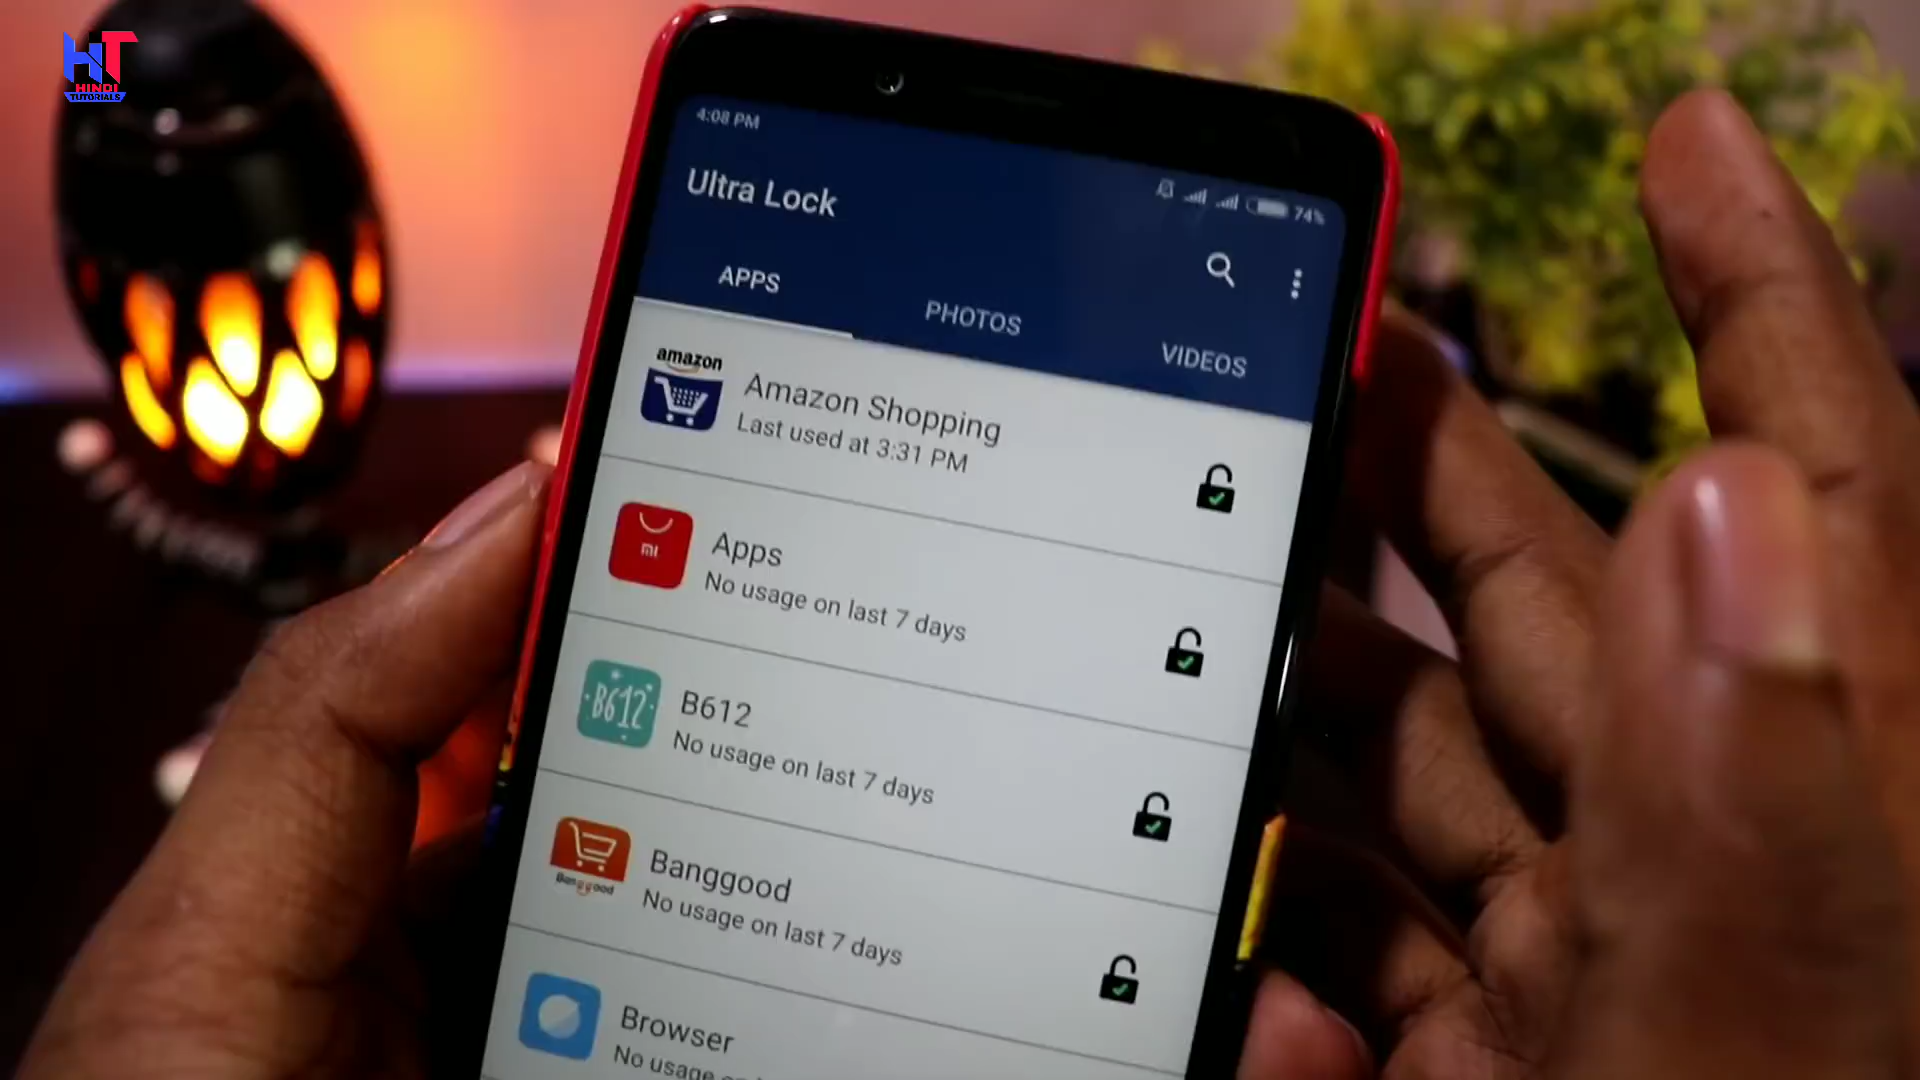 HT
HINDI
TUTORIALS
4:08 PM
74%
Ultra Lock
APPS
PHOTOS
VIDEOS
amazon
Amazon Shopping
Last used at 3:31 PM
mi
Apps
No usage on last 7 days
B612
B612
No usage on last 7 days
Banggood
Banggood
No usage on last 7 days
Browser
No usage